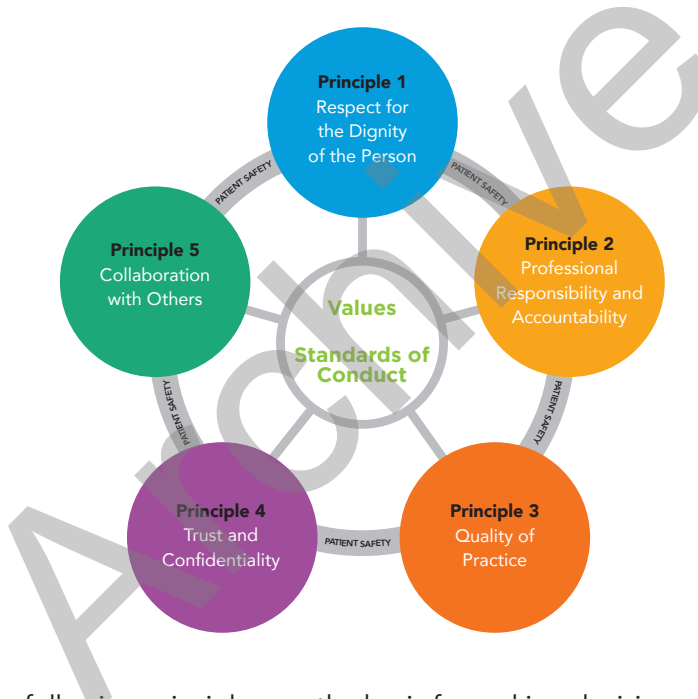 Principle 1
Respect for
the Dignity
of the Person
PATIENT SAFETY
PATIENT SAFETY
Principle 5
Collaboration
with Others
Principle 2
Professional
Responsibility and
Accountability
Values
Standards of
Conduct
PATIENT SAFETY
PATIENT SAFETY
Principle 4
Trust and
Confidentiality
PATIENT SAFETY
Principle 3
Quality of
Practice
Archive